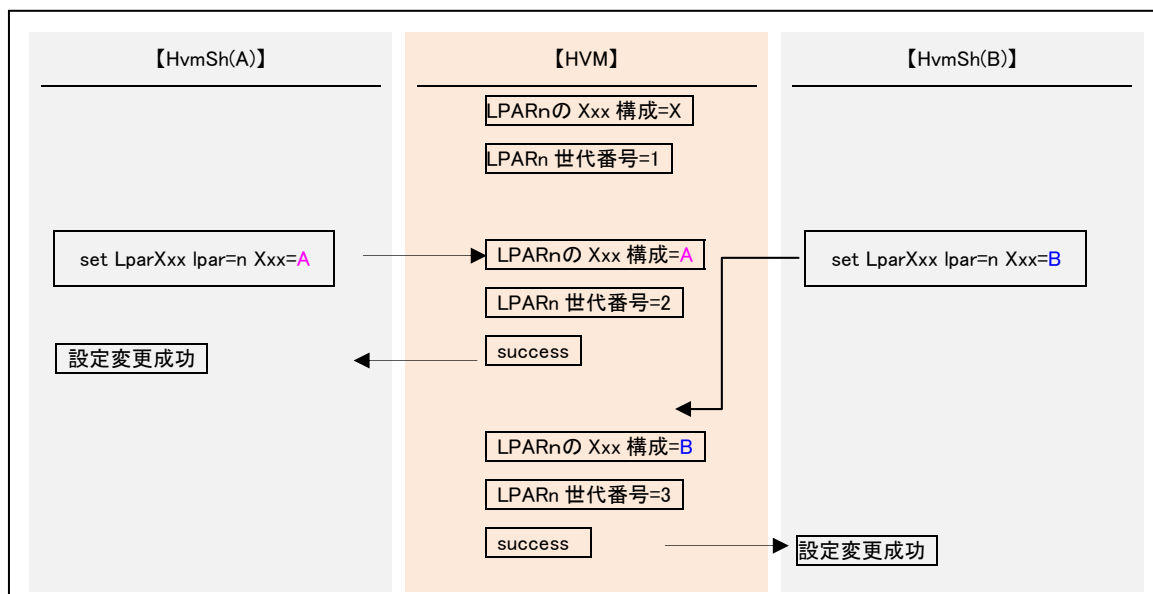 【HvmSh(A)】
【HVM】
【HvmSh(B)】
LPARnの Xxx 構成=X
LPARn 世代番号=1
set LparXxx lpar=n Xxx=A
LPARnの Xxx 構成=A
set LparXxx lpar=n Xxx=B
LPARn 世代番号=2
success
設定変更成功
LPARnの Xxx 構成=B
LPARn 世代番号=3
success
設定変更成功